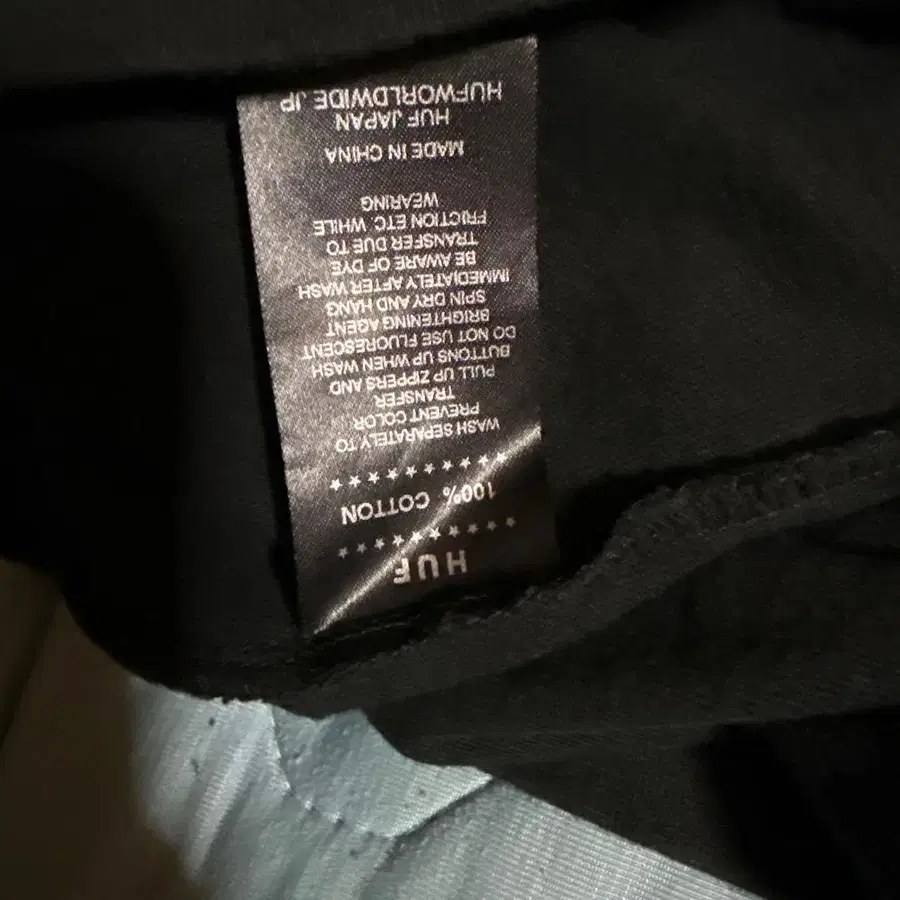 HUF
★★★★★★★★★★
100% COTTON
★★★★★★★★★★
WASH SEPARATELY TO
PREVENT COLOR
TRANSFER
PULL UP ZIPPERS AND
BUTTONS UP WHEN WASH
DO NOT USE FLUORESCENT
BRIGHTENING AGENT
SPIN DRY AND HANG
IMMEDIATELY AFTER WASH
BE AWARE OF DYE
TRANSFER DUE TO
FRICTION ETC. WHILE
WEARING
MADE IN CHINA
HUF JAPAN
HUFWORLDWIDE.JP